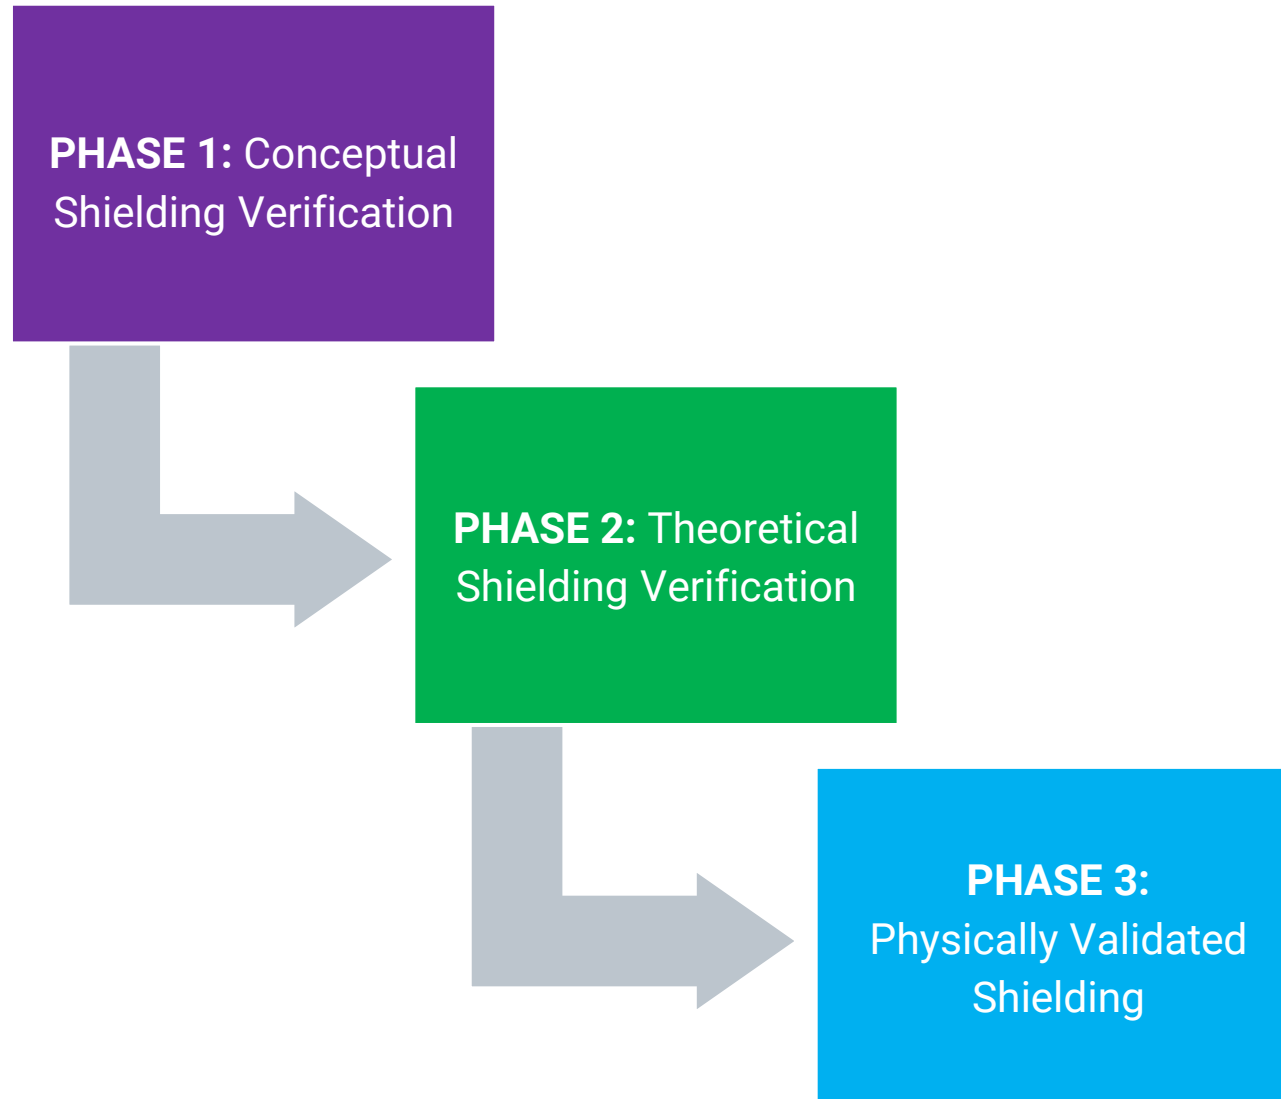 PHASE 1: Conceptual
Shielding Verification
PHASE 2: Theoretical
Shielding Verification
PHASE 3:
Physically Validated
Shielding